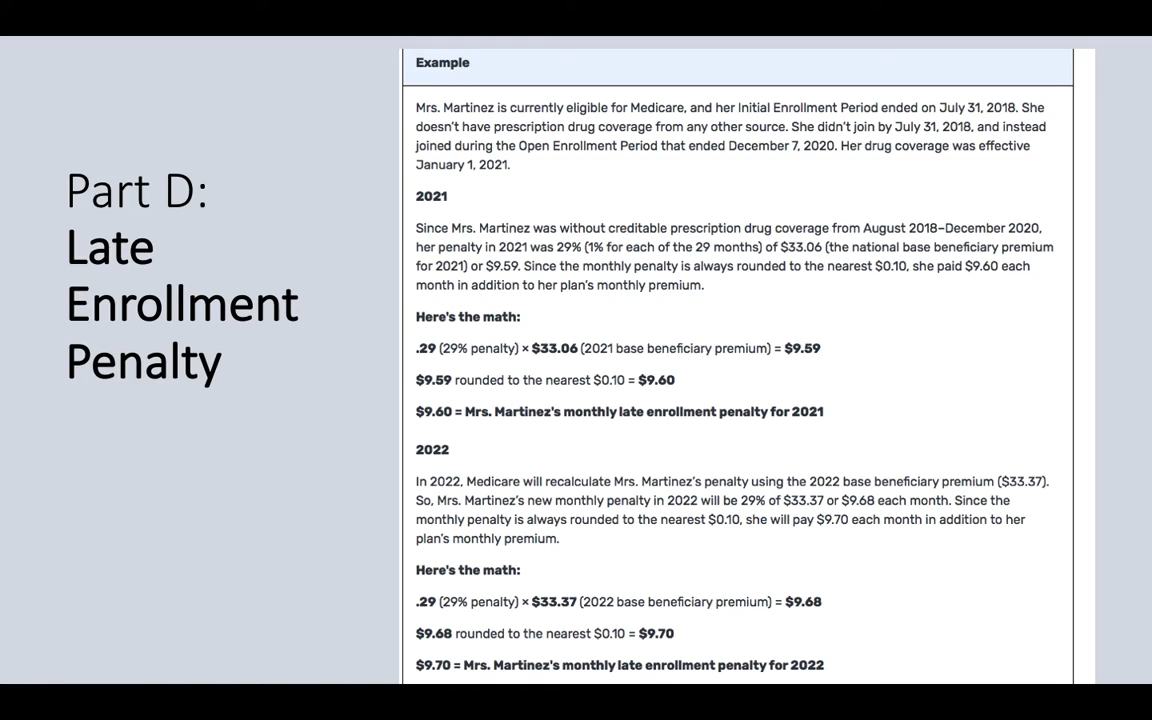 Part D:
Late
Enrollment
Penalty
Example
Mrs. Martinez is currently eligible for Medicare, and her Initial Enrollment Period ended on July 31, 2018. She
doesn't have prescription drug coverage from any other source. She didn't join by July 31, 2018, and instead
joined during the Open Enrollment Period that ended December 7, 2020. Her drug coverage was effective
January 1, 2021.
2021
Since Mrs. Martinez was without creditable prescription drug coverage from August 2018–December 2020,
her penalty in 2021 was 29% (1% for each of the 29 months) of $33.06 (the national base beneficiary premium
for 2021) or $9.59. Since the monthly penalty is always rounded to the nearest $0.10, she paid $9.60 each
month in addition to her plan's monthly premium.
Here's the math:
.29 (29% penalty) × $33.06 (2021 base beneficiary premium) = $9.59
$9.59 rounded to the nearest $0.10 = $9.60
$9.60 = Mrs. Martinez's monthly late enrollment penalty for 2021
2022
In 2022, Medicare will recalculate Mrs. Martinez's penalty using the 2022 base beneficiary premium ($33.37).
So, Mrs. Martinez's new monthly penalty in 2022 will be 29% of $33.37 or $9.68 each month. Since the
monthly penalty is always rounded to the nearest $0.10, she will pay $9.70 each month in addition to her
plan's monthly premium.
Here's the math:
.29 (29% penalty) × $33.37 (2022 base beneficiary premium) = $9.68
$9.68 rounded to the nearest $0.10 = $9.70
$9.70 = Mrs. Martinez's monthly late enrollment penalty for 2022